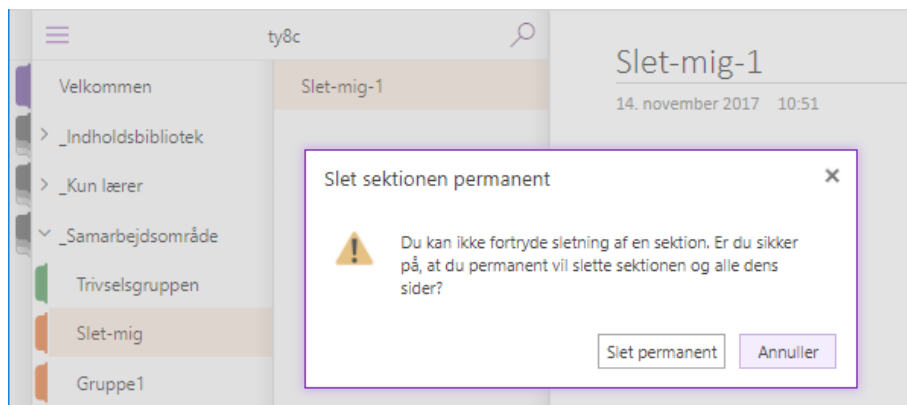 ty8c
Velkommen
_Indholdsbibliotek
_Kun lærer
_Samarbejdsområde
Trivselsgruppen
Slet-mig
Gruppe1
Slet-mig-1
Slet-mig-1
14. november 2017 10:51
Slet sektionen permanent
Du kan ikke fortryde sletning af en sektion. Er du sikker
på, at du permanent vil slette sektionen og alle dens
sider?
Slet permanent
Annuller